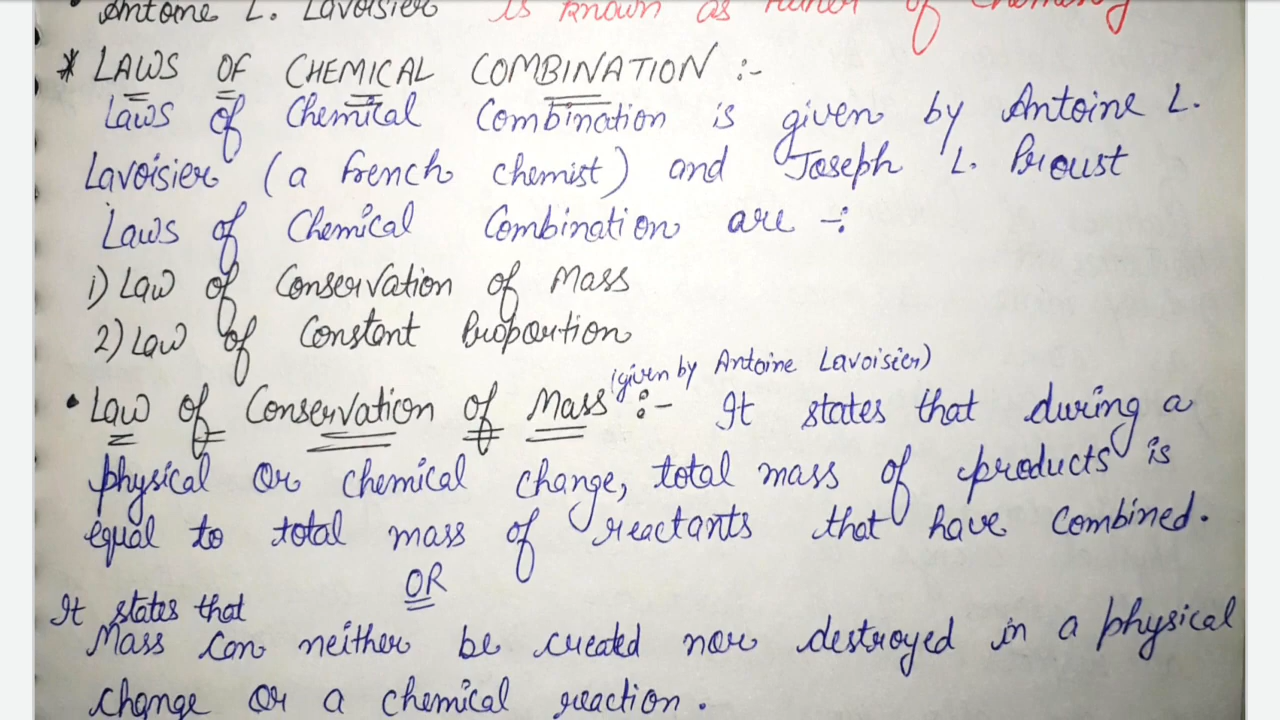 Antoine L. Lavoisier is known as Father of Chemistry
* LAWS OF CHEMICAL COMBINATION :-
Laws of Chemical Combination is given by Antoine L.
Lavoisier (a french chemist) and Joseph L. Proust
Laws of Chemical Combination are -:
1) Law of Conservation of Mass
2) Law of Constant Proportion
(given by Antoine Lavoisier)
• Law of Conservation of Mass :- It states that during a
physical or chemical change, total mass of products is
equal to total mass of reactants that have combined.
OR
It states that
Mass can neither be created nor destroyed in a physical
change or a chemical reaction.